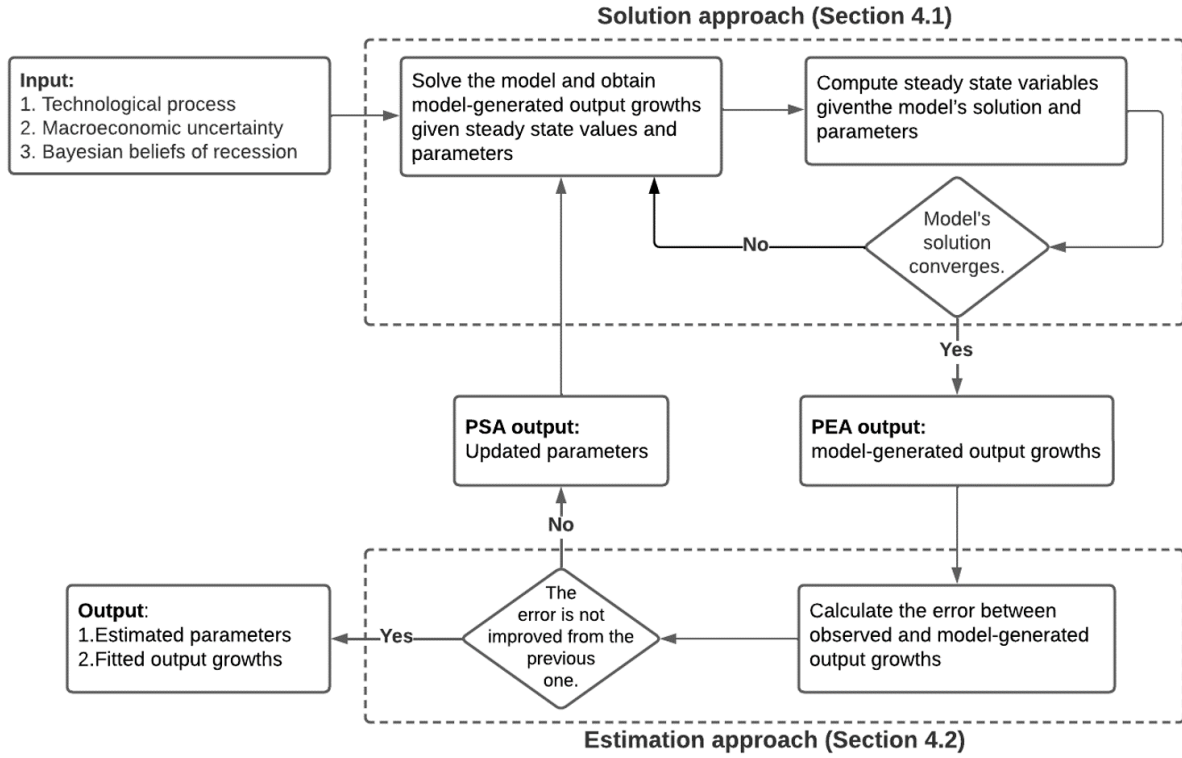 Solution approach (Section 4.1)
Input:
1. Technological process
2. Macroeconomic uncertainty
3. Bayesian beliefs of recession
Solve the model and obtain
model-generated output growths
given steady state values and
parameters
Compute steady state variables
giventhe model's solution and
parameters
Model's
solution
converges.
No
Yes
PSA output:
Updated parameters
PEA output:
model-generated output growths
No
Output:
1.Estimated parameters
2.Fitted output growths
Yes
The
error is not
improved from the
previous
one.
Calculate the error between
observed and model-generated
output growths
Estimation approach (Section 4.2)